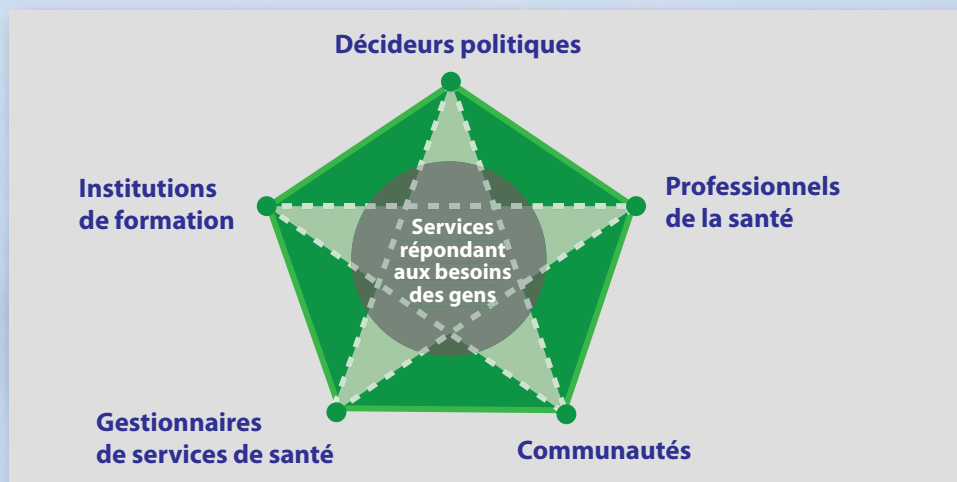 Décideurs politiques
Institutions
de formation
Professionnels
de la santé
Services
répondant
aux besoins
des gens
Gestionnaires
de services de santé
Communautés